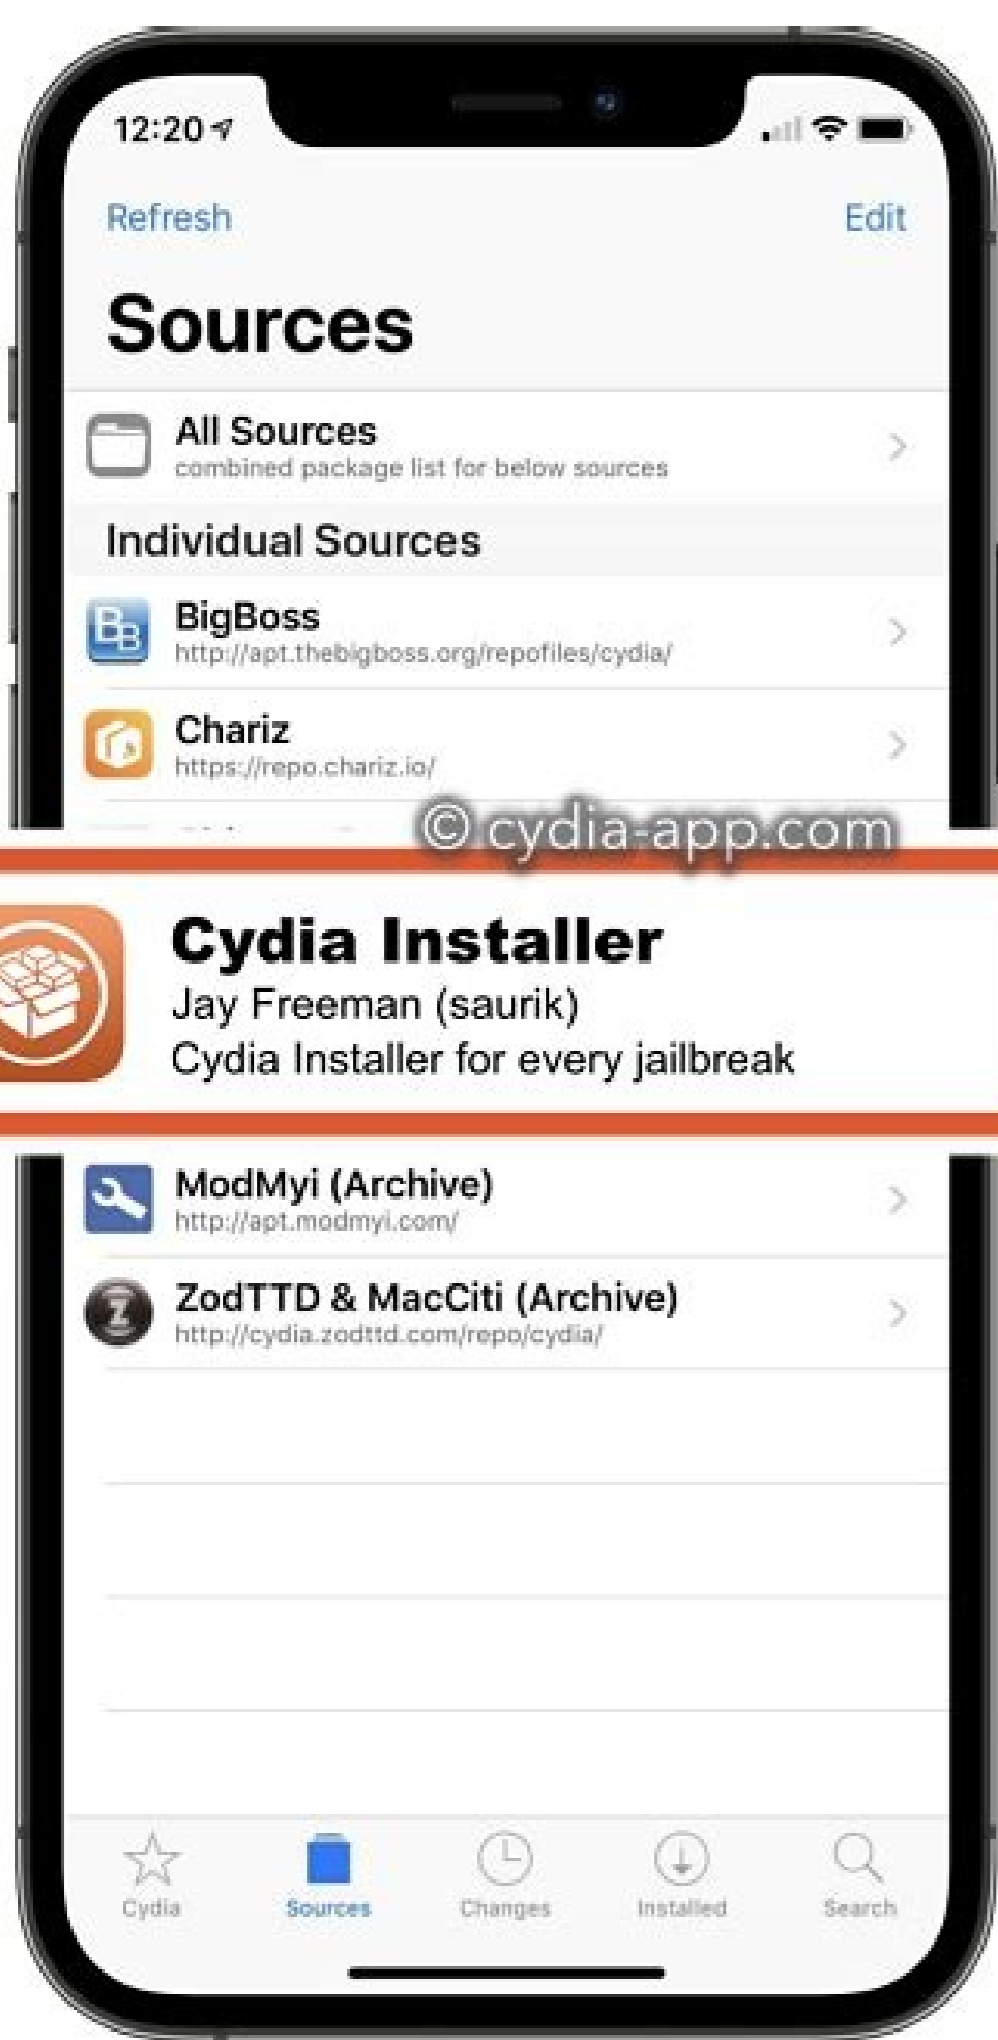 12:20
Refresh
Edit
Sources
All Sources
combined package list for below sources
Individual Sources
BB
BigBoss
http://apt.thebigboss.org/repofiles/cydia/
Chariz
https://repo.chariz.io/
© cydia-app.com
Cydia Installer
Jay Freeman (saurik)
Cydia Installer for every jailbreak
ModMyi (Archive)
http://apt.modmyi.com/
Z
ZodTTD & MacCiti (Archive)
http://cydia.zodttd.com/repo/cydia/
Cydia
Sources
Changes
Installed
Search